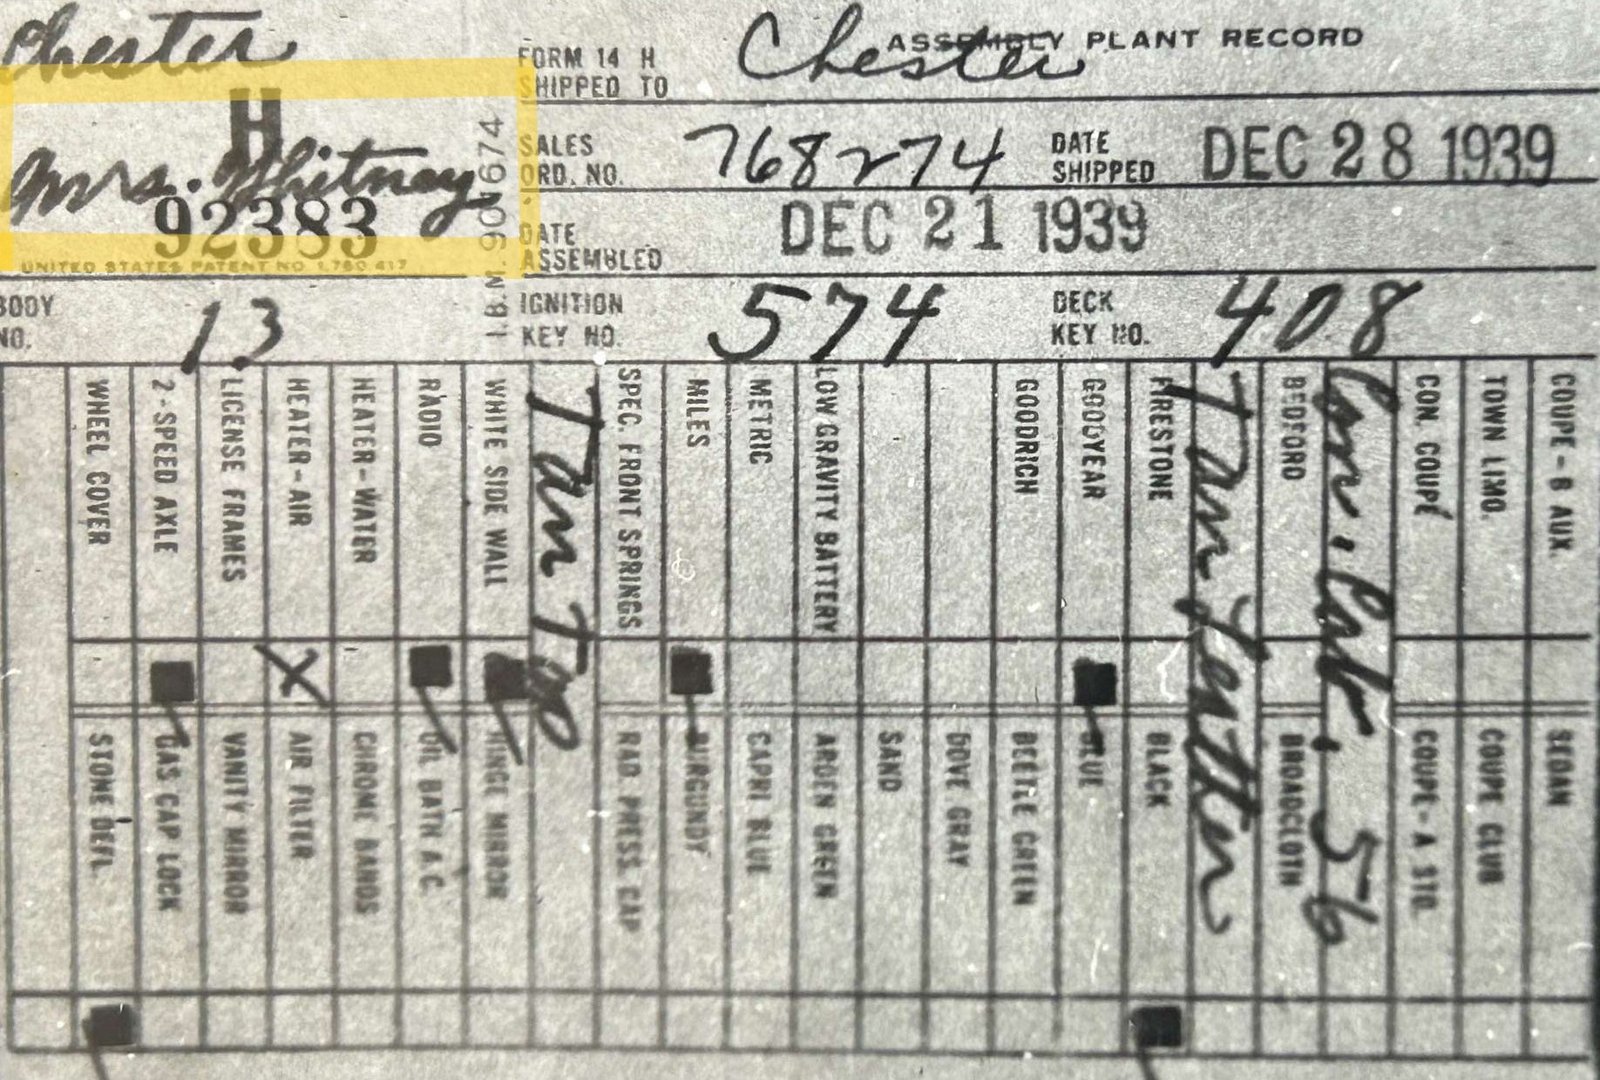 Chester
ASSEMBLY PLANT RECORD
FORM 14 H
SHIPPED TO
Chester
H
Mrs. Whitney
92383
UNITED STATES PATENT NO. 1,780,417
I.B.M. 901674
SALES
ORD. NO.
768274
DATE
SHIPPED
DEC 28 1939
DATE
ASSEMBLED
DEC 21 1939
BODY
NO.
13
IGNITION
KEY NO.
574
DECK
KEY NO.
408
WHEEL COVER
2-SPEED AXLE
LICENSE FRAMES
HEATER-AIR
HEATER-WATER
RADIO
WHITE SIDE WALL
Tan Top
SPEC. FRONT SPRINGS
MILES
METRIC
LOW GRAVITY BATTERY
GOODRICH
GOODYEAR
FIRESTONE
Tan Leather
BEDFORD
56
CON. COUPE
TOWN LIMO.
COUPE-B AUX.
X
STONE DEFL.
GAS CAP LOCK
VANITY MIRROR
AIR FILTER
CHROME BANDS
OIL BATH A.C.
HINGE MIRROR
RAD PRESS CAP
BURGUNDY
CAPRI BLUE
ARDEN GREEN
SAND
DOVE GRAY
BEETLE GREEN
BLUE
BLACK
BROADCLOTH
COUPE-A STD.
COUPE CLUB
SEDAN